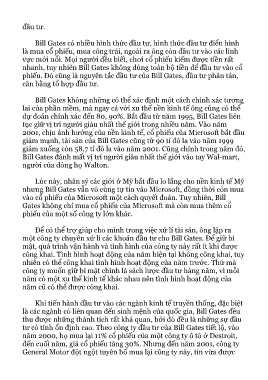 đầu tư.
Bill Gates có nhiều hình thức đầu tư, hình thức đầu tư điển hình
là mua cổ phiếu, mua công trái, ngoài ra ông còn đầu tư vào các lĩnh
vực mới nổi. Mọi người đều biết, chơi cổ phiếu kiếm được tiền rất
nhanh, tuy nhiên Bill Gates không dùng toàn bộ tiền để đầu tư vào cổ
phiếu. Đó cũng là nguyên tắc đầu tư của Bill Gates, đầu tư phân tán,
cân bằng tổ hợp đầu tư.
Bill Gates không những có thể xác định một cách chính xác tương
lai của phần mềm, mà ngay cả với xu thế nền kinh tế ông cũng có thể
dự đoán chính xác đến 80, 90%. Bắt đầu từ năm 1995, Bill Gates liên
tục giữ vị trí người giàu nhất thế giới trong nhiều năm. Vào năm
2001, chịu ảnh hưởng của nền kinh tế, cổ phiếu của Microsoft bắt đầu
giảm mạnh, tài sản của Bill Gates cũng từ 90 tỉ đô la vào năm 1999
giảm xuống còn 58,7 tỉ đô la vào năm 2001. Cũng chính trong năm đó,
Bill Gates đành mất vị trí người giàu nhất thế giới vào tay Wal-mart,
người của dòng họ Walton.
Lúc này, nhân sỹ các giới ở Mỹ bắt đầu lo lắng cho nền kinh tế Mỹ
nhưng Bill Gates vẫn vô cùng tự tin vào Microsoft, đồng thời còn mua
vào cổ phiếu của Microsoft một cách quyết đoán. Tuy nhiên, Bill
Gates không chỉ mua cổ phiếu của Microsoft mà còn mua thêm cổ
phiếu của một số công ty lớn khác.
Để có thể trợ giúp cho mình trong việc xử lí tài sản, ông lập ra
một công ty chuyên xử lí các khoản đầu tư cho Bill Gates. Để giữ bí
mật, quá trình vận hành và tình hình của công ty này rất ít khi được
công khai. Tình hình hoạt động của năm hiện tại không công khai, tuy
nhiên có thể công khai tình hình hoạt động của năm trước. Thứ mà
công ty muốn giữ bí mật chính là sách lược đầu tư hàng năm, vì mỗi
năm có một xu thế kinh tế khác nhau nên tình hình hoạt động của
năm cũ có thể được công khai.
Khi tiến hành đầu tư vào các ngành kinh tế truyền thống, đặc biệt
là các ngành có liên quan đến sinh mệnh của quốc gia, Bill Gates đều
thu được những thành tích rất khả quan, bởi đó đều là những sự đầu
tư có tính ổn định cao. Theo công ty đầu tư của Bill Gates tiết lộ, vào
năm 2000, họ mua lại 11% cổ phiếu của một công ty ô tô ở Destroit,
đến cuối năm, giá cổ phiếu tăng 30%. Nhưng đến năm 2001, công ty
General Motor đột ngột tuyên bố mua lại công ty này, tin vừa được